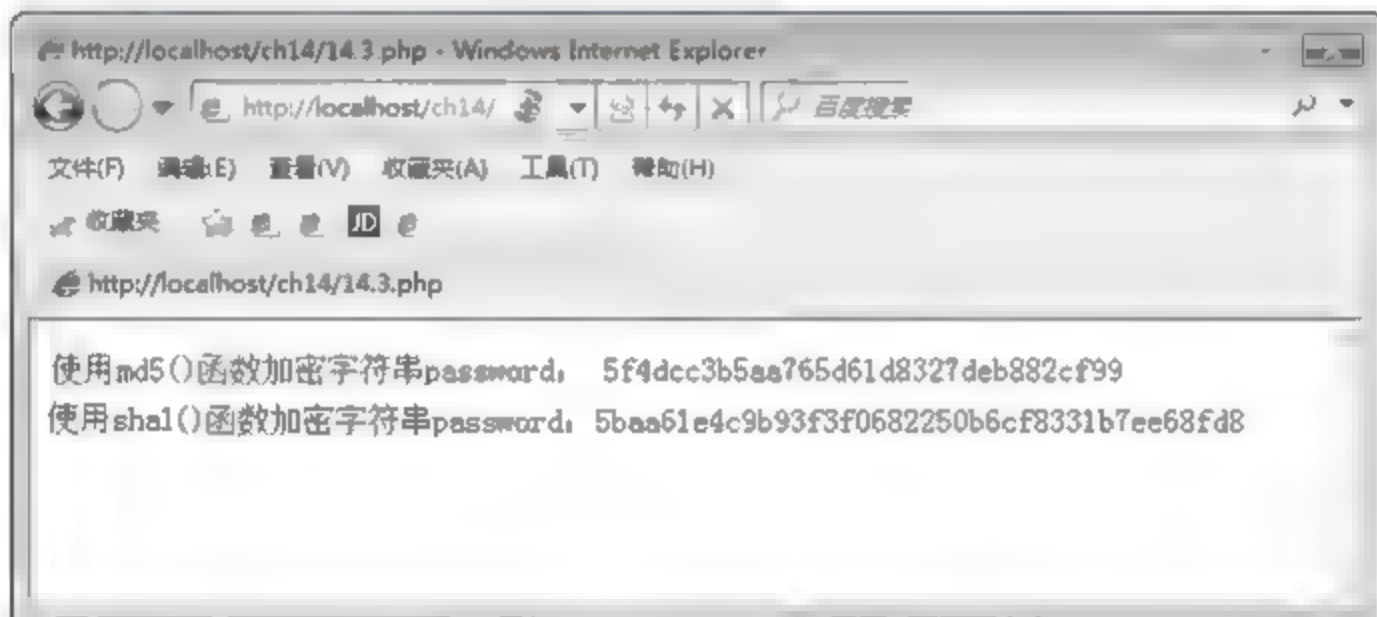 http://localhost/ch14/14.3.php - Windows Internet Explorer
http://localhost/ch14/ 百度搜索
文件(F) 编辑(E) 查看(V) 收藏夹(A) 工具(T) 帮助(H)
收藏夹 JD
http://localhost/ch14/14.3.php
使用md5()函数加密字符串password： 5f4dcc3b5aa765d61d8327deb882cf99
使用sha1()函数加密字符串password：5baa61e4c9b93f3f0682250b6cf8331b7ee68fd8